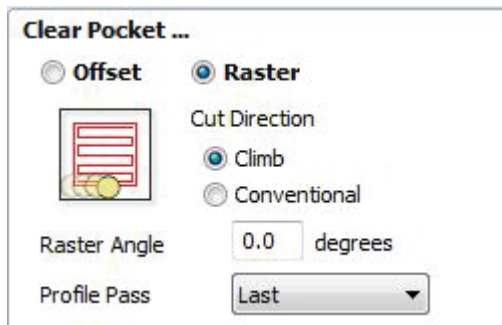 Clear Pocket ...
Offset Raster
Cut Direction
Climb
Conventional
Raster Angle 0.0 degrees
Profile Pass Last